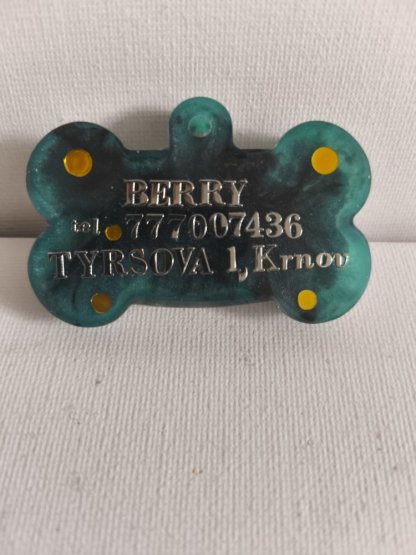 BERRY
tel 777007436
TYRSOVA 1, Krnov